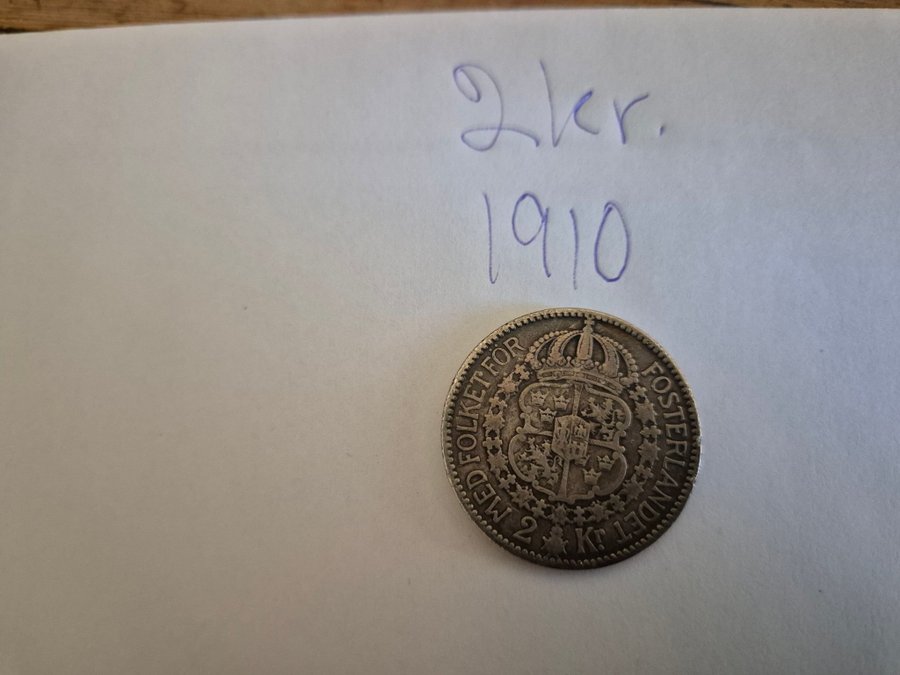 2kr.
1910
MED FOLKET FÖR FOSTERLANDET
2 Kr